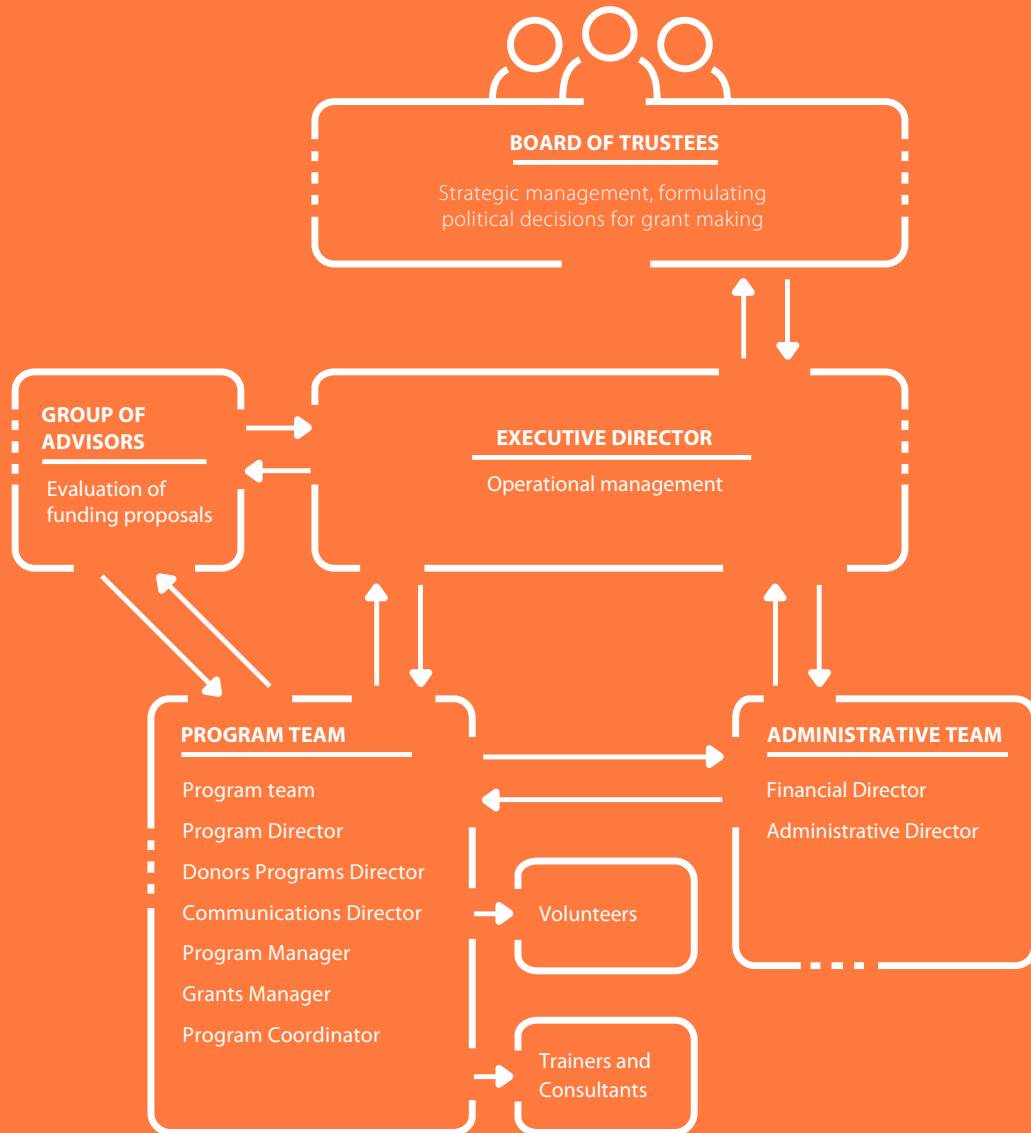 BOARD OF TRUSTEES
Strategic management, formulating
political decisions for grant making
GROUP OF
ADVISORS
Evaluation of
funding proposals
EXECUTIVE DIRECTOR
Operational management
PROGRAM TEAM
Program team
Program Director
Donors Programs Director
Communications Director
Program Manager
Grants Manager
Program Coordinator
Volunteers
Trainers and
Consultants
ADMINISTRATIVE TEAM
Financial Director
Administrative Director